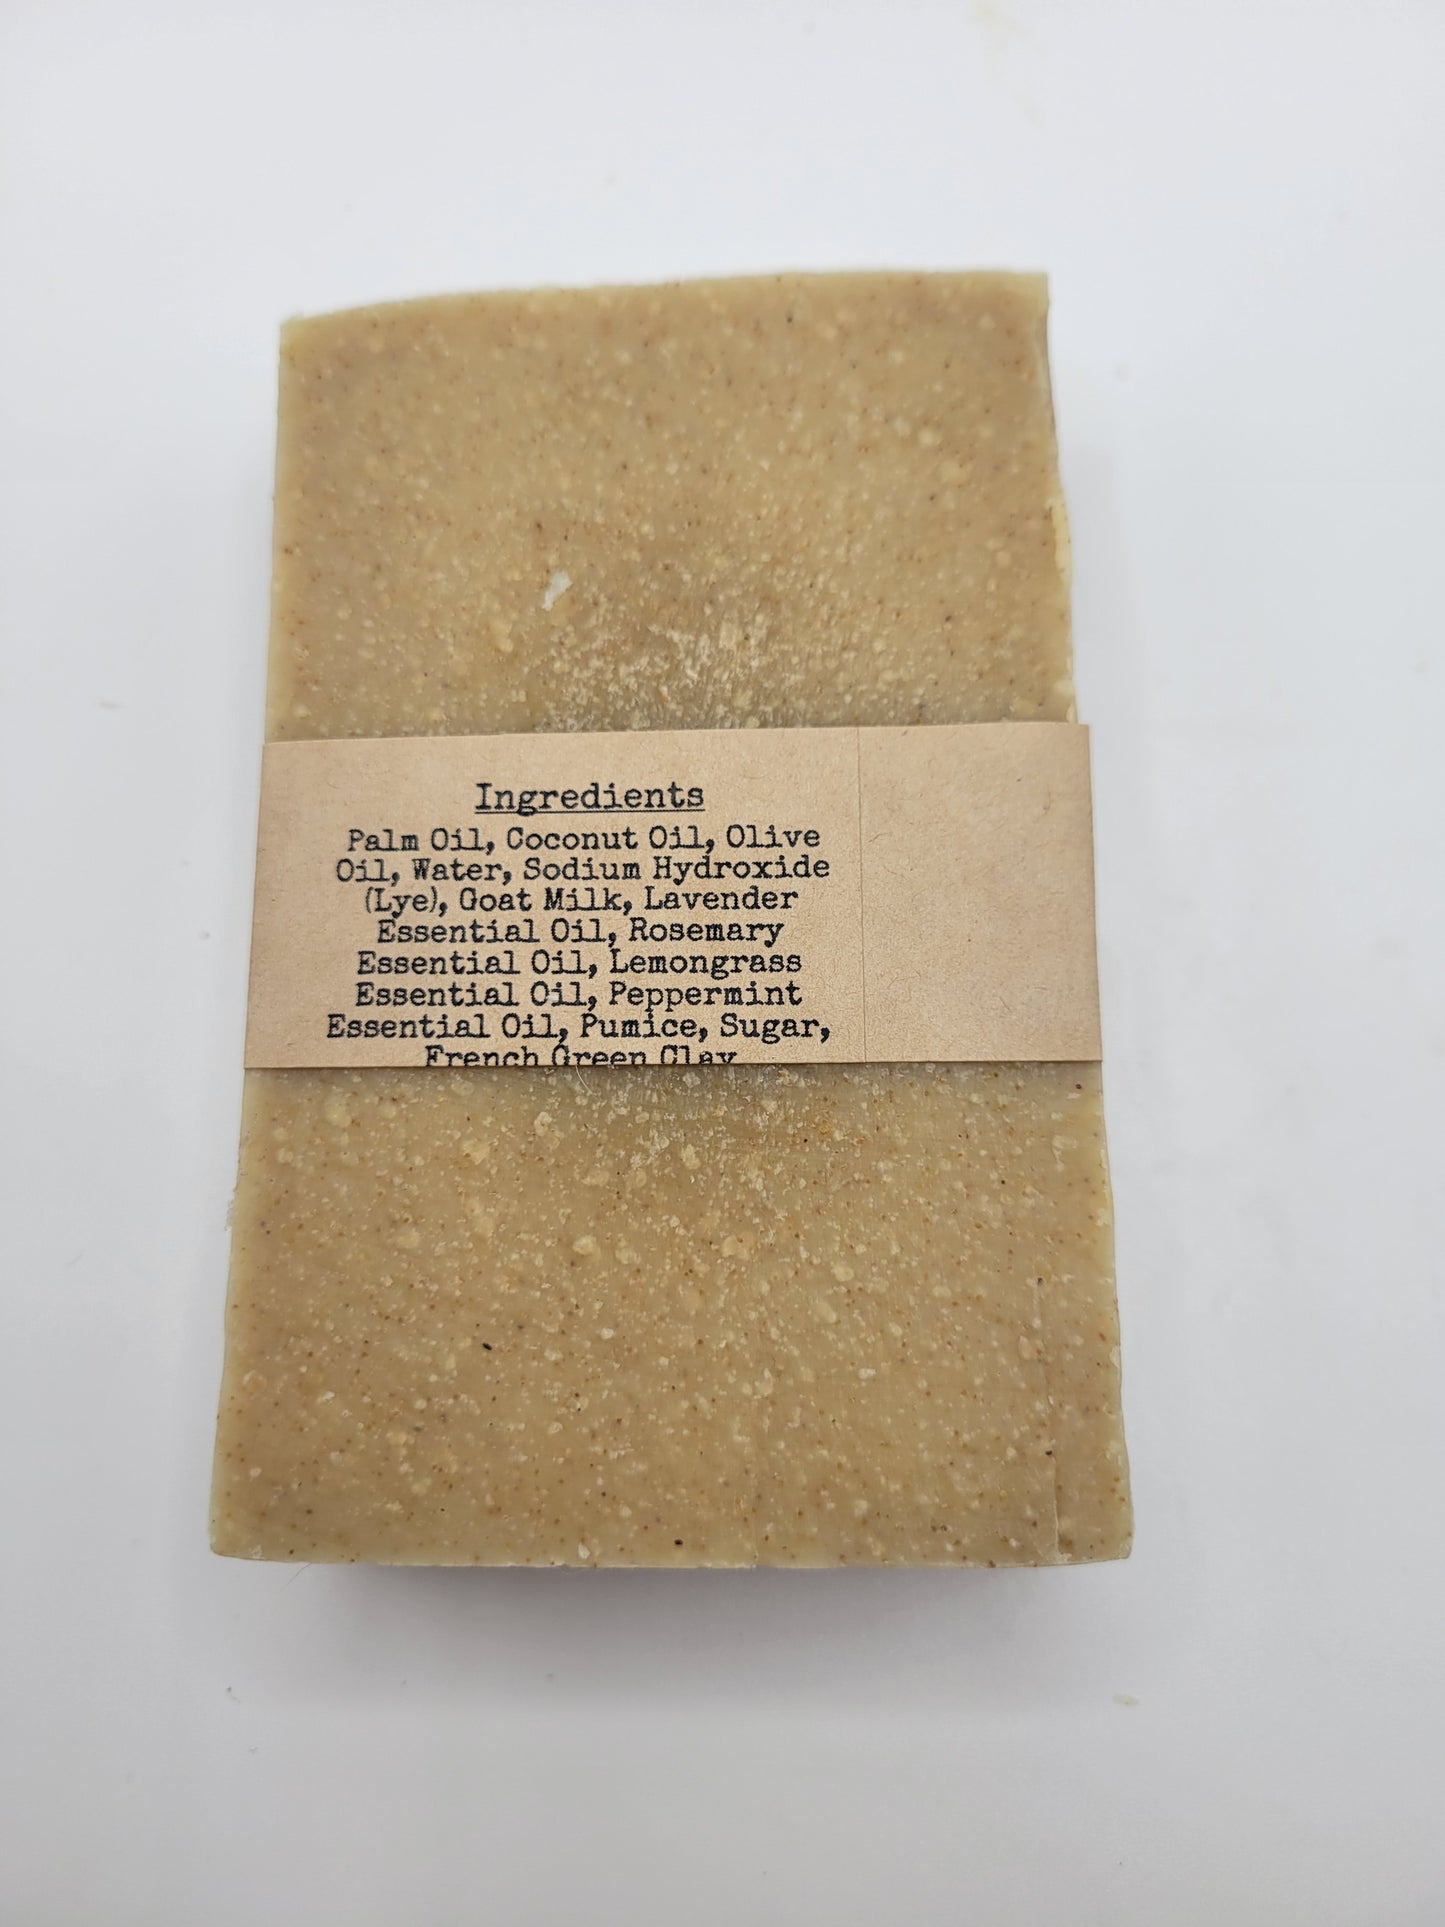 Ingredients
Palm Oil, Coconut Oil, Olive
Oil, Water, Sodium Hydroxide
(Lye), Goat Milk, Lavender
Essential Oil, Rosemary
Essential Oil, Lemongrass
Essential Oil, Peppermint
Essential Oil, Pumice, Sugar,
French Green Clay